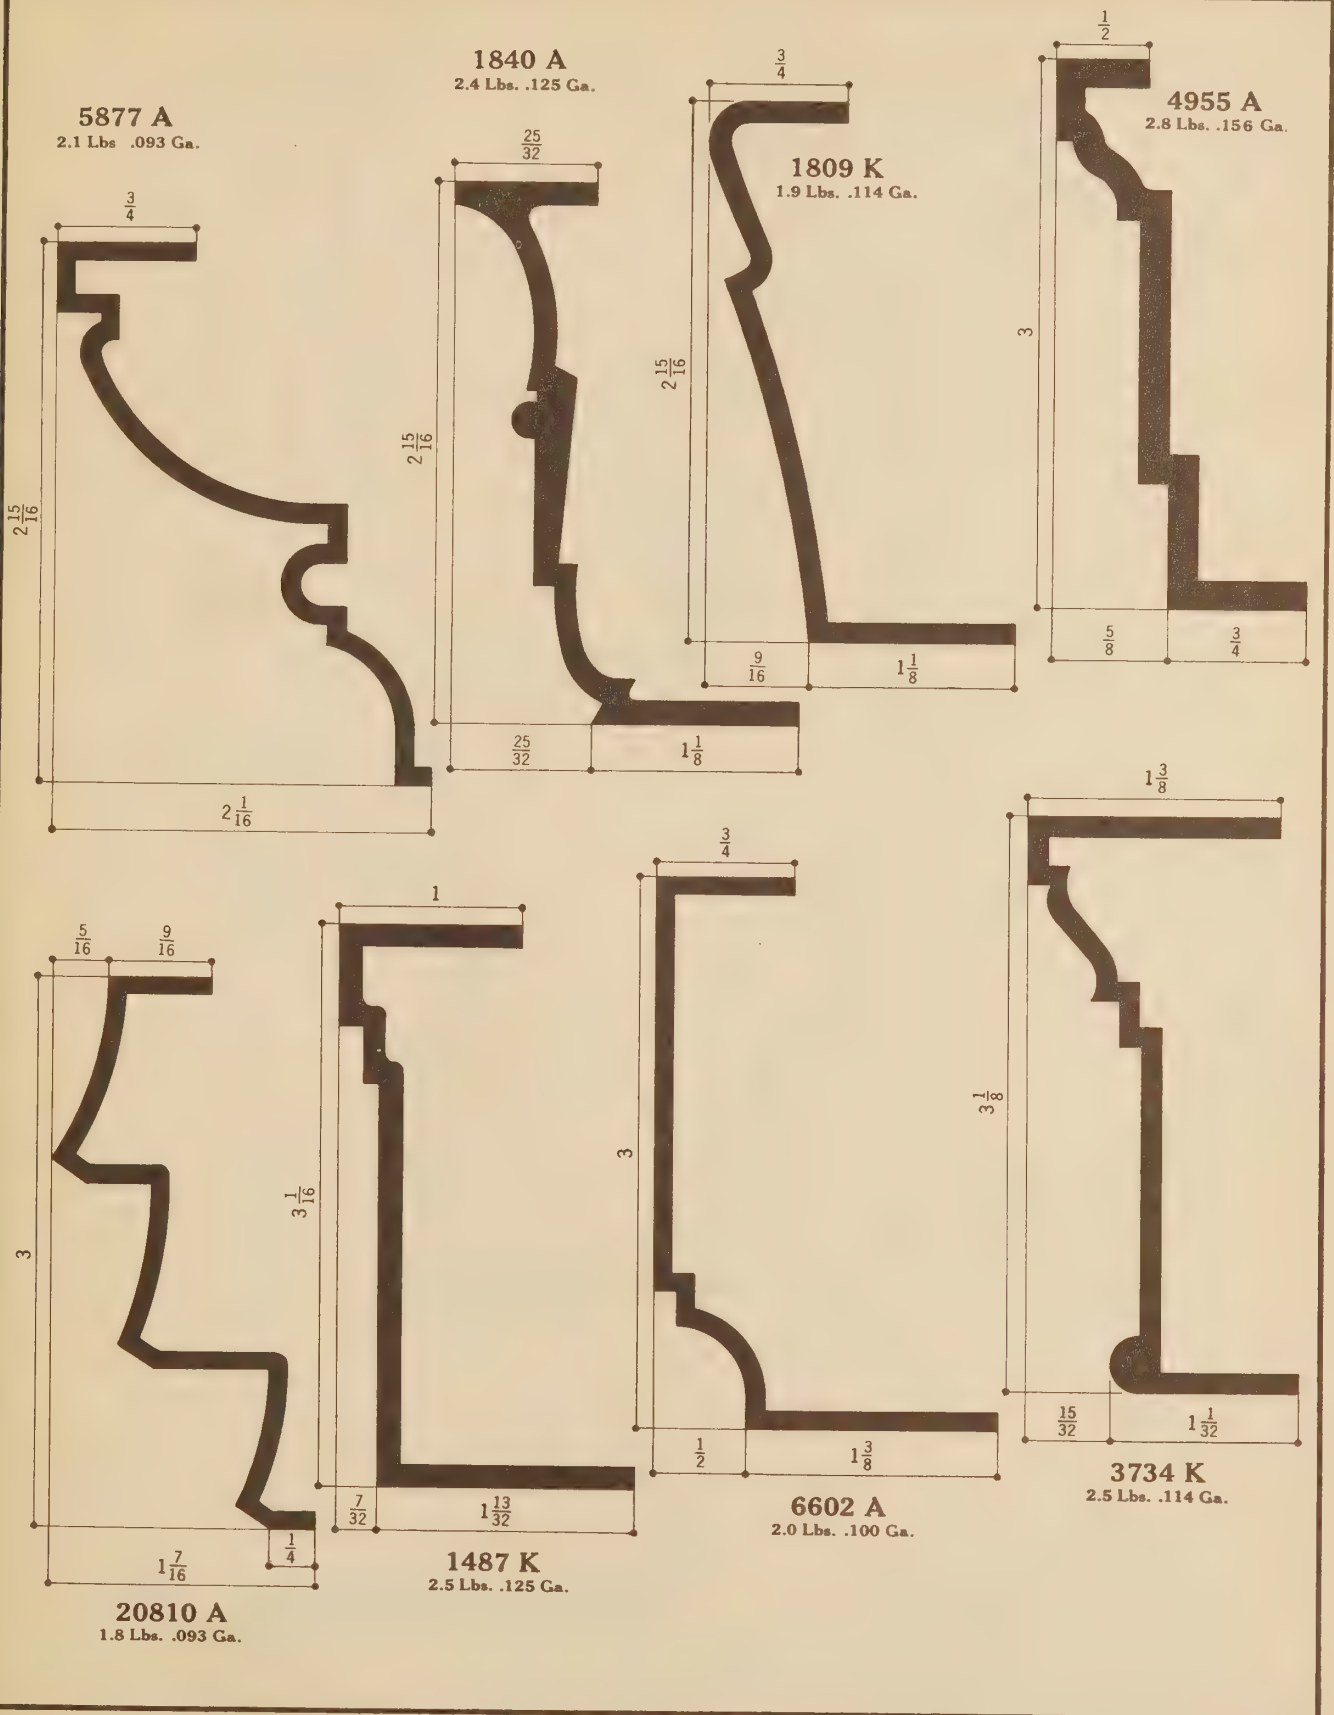 5877 A
2.1 Lbs .093 Ga.
3/4
2 15/16
2 1/16
1840 A
2.4 Lbs. .125 Ga.
25/32
2 15/16
25/32
1 1/8
3/4
1809 K
1.9 Lbs. .114 Ga.
2 15/16
9/16
1 1/8
1/2
4955 A
2.8 Lbs. .156 Ga.
3
5/8
3/4
5/16
9/16
3
1/4
1 7/16
20810 A
1.8 Lbs. .093 Ga.
1
3 1/16
7/32
1 13/32
1487 K
2.5 Lbs. .125 Ga.
3/4
3
1/2
1 3/8
6602 A
2.0 Lbs. .100 Ga.
1 3/8
3 1/8
15/32
1 1/32
3734 K
2.5 Lbs. .114 Ga.